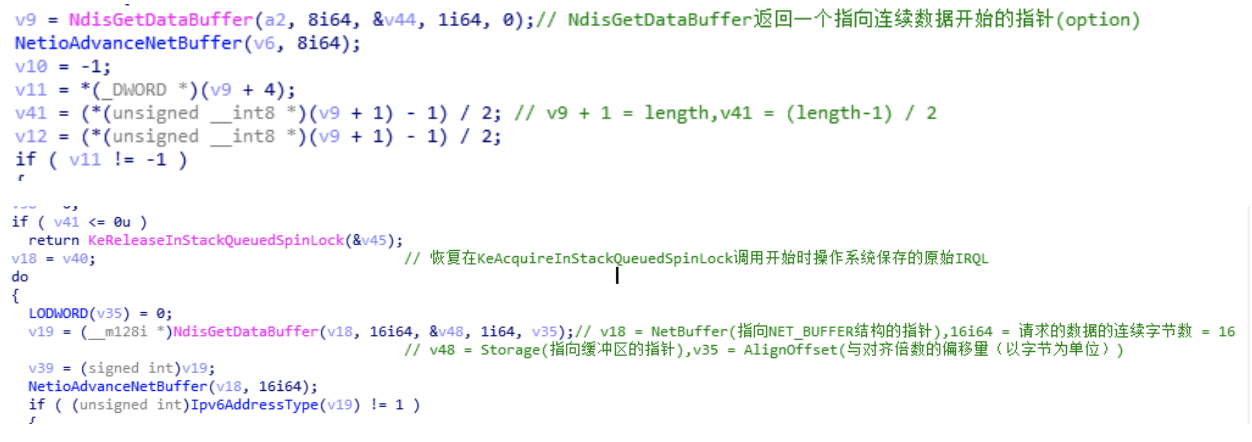 v9 = NdisGetDataBuffer(a2, 8i64, &v44, 1i64, 0);// NdisGetDataBuffer返回一个指向连续数据开始的指针(option)
NetioAdvanceNetBuffer(v6, 8i64);
v10 = -1;
v11 = *(_DWORD *)(v9 + 4);
v41 = (*(unsigned __int8 *)(v9 + 1) - 1) / 2; // v9 + 1 = length,v41 = (length-1) / 2
v12 = (*(unsigned __int8 *)(v9 + 1) - 1) / 2;
if ( v11 != -1 )
if ( v41 <= 0u )
return KeReleaseInStackQueuedSpinLock(&v45);
v18 = v40; // 恢复在KeAcquireInStackQueuedSpinLock调用开始时操作系统保存的原始IRQL
do
{
LODWORD(v35) = 0;
v19 = (__m128i *)NdisGetDataBuffer(v18, 16i64, &v48, 1i64, v35);// v18 = NetBuffer(指向NET_BUFFER结构的指针),16i64 = 请求的数据的连续字节数 = 16
// v48 = Storage(指向缓冲区的指针),v35 = AlignOffset(与对齐倍数的偏移量（以字节为单位）)
v39 = (signed int)v19;
NetioAdvanceNetBuffer(v18, 16i64);
if ( (unsigned int)Ipv6AddressType(v19) != 1 )